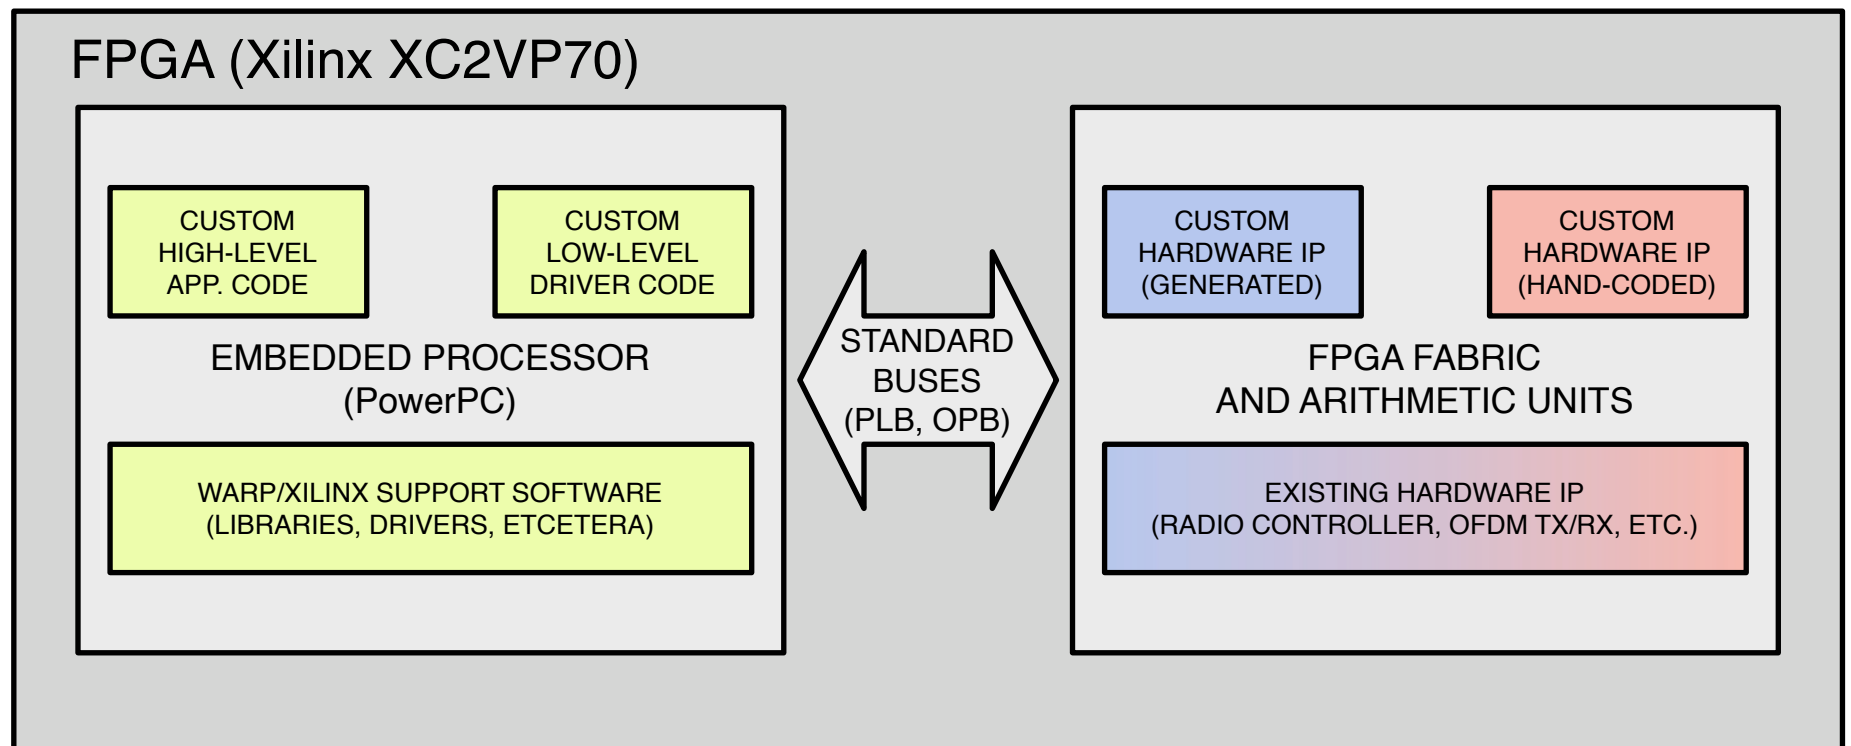 FPGA (Xilinx XC2VP70)
CUSTOM
HIGH-LEVEL
APP. CODE
CUSTOM
LOW-LEVEL
DRIVER CODE
EMBEDDED PROCESSOR
(PowerPC)
WARP/XILINX SUPPORT SOFTWARE
(LIBRARIES, DRIVERS, ETCETERA)
STANDARD
BUSES
(PLB, OPB)
CUSTOM
HARDWARE IP
(GENERATED)
CUSTOM
HARDWARE IP
(HAND-CODED)
FPGA FABRIC
AND ARITHMETIC UNITS
EXISTING HARDWARE IP
(RADIO CONTROLLER, OFDM TX/RX, ETC.)